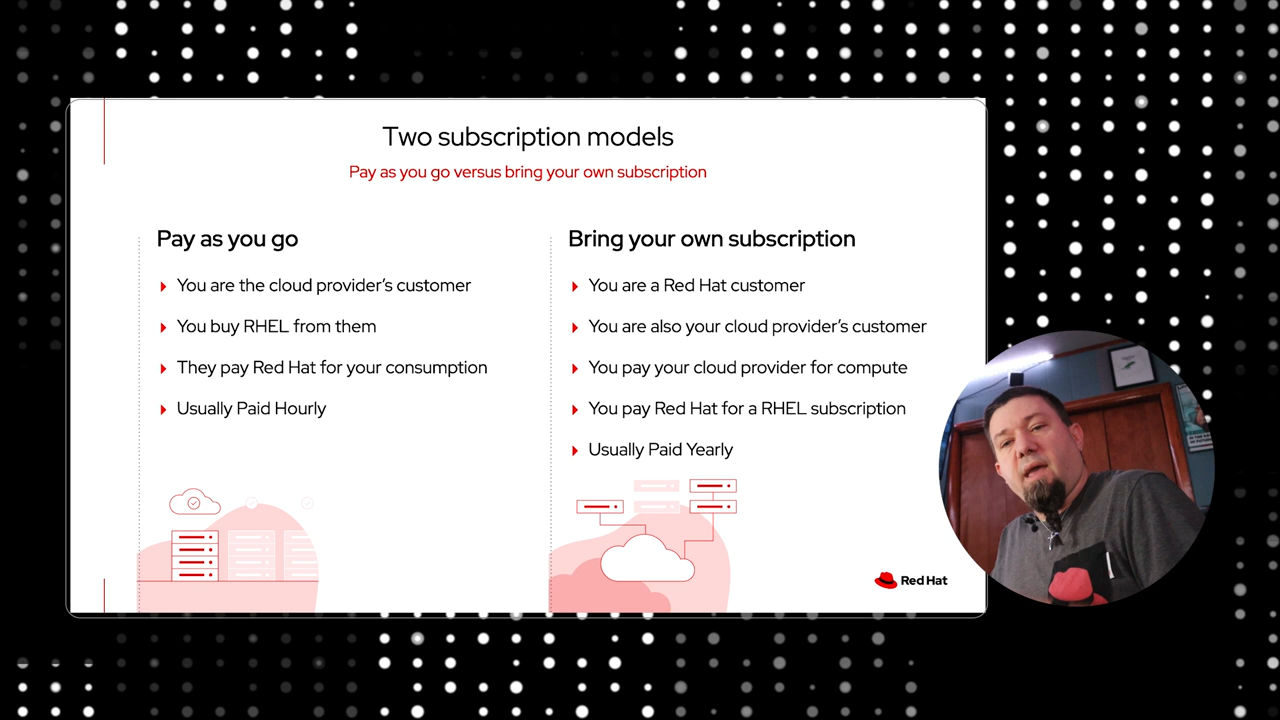 Two subscription models
Pay as you go versus bring your own subscription
Pay as you go
You are the cloud provider’s customer
You buy RHEL from them
They pay Red Hat for your consumption
Usually Paid Hourly
Bring your own subscription
You are a Red Hat customer
You are also your cloud provider’s customer
You pay your cloud provider for compute
You pay Red Hat for a RHEL subscription
Usually Paid Yearly
Red Hat